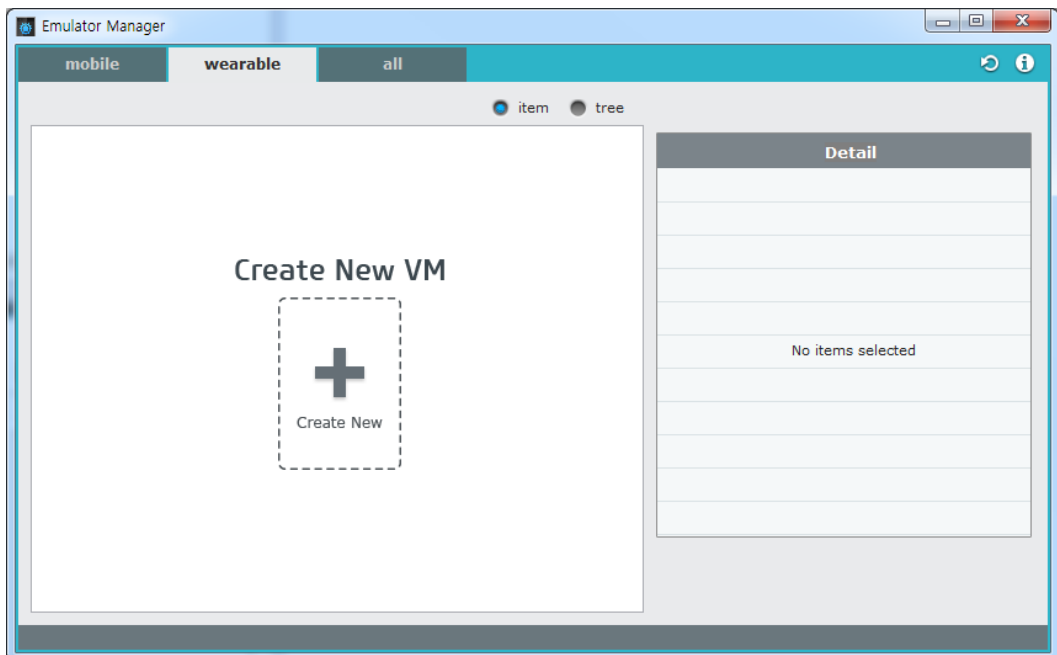 Emulator Manager
mobile
wearable
all
item
tree
Detail
Create New VM
No items selected
Create New